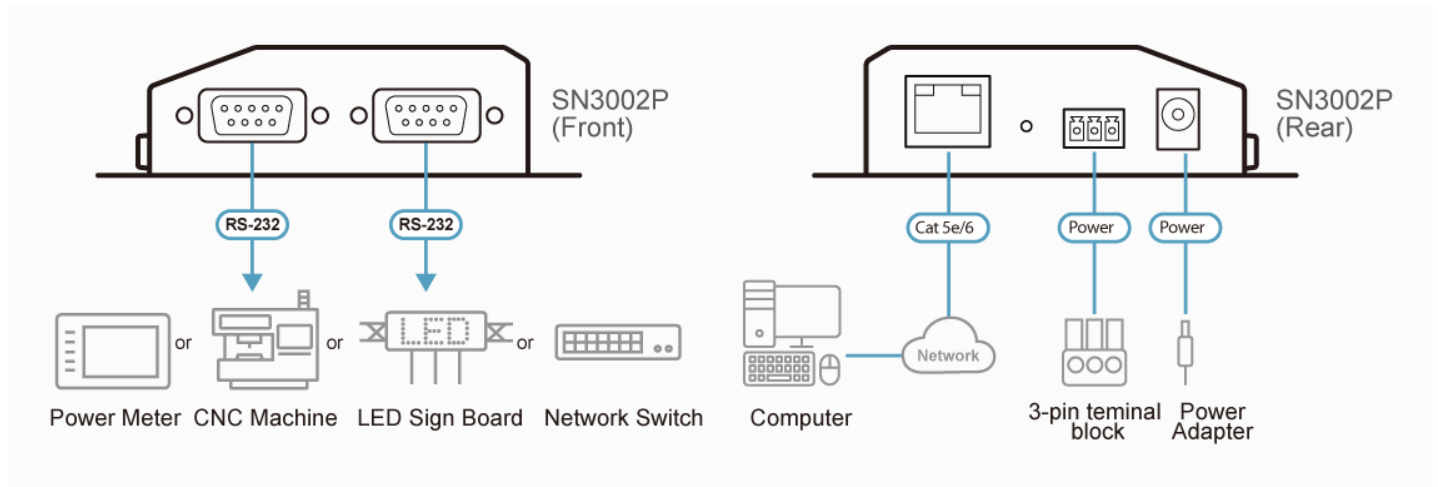 SN3002P
(Front)
RS-232
RS-232
or
or
LED
or
Power Meter
CNC Machine
LED Sign Board
Network Switch
SN3002P
(Rear)
Cat 5e/6
Power
Power
Network
Computer
3-pin teminal
block
Power
Adapter